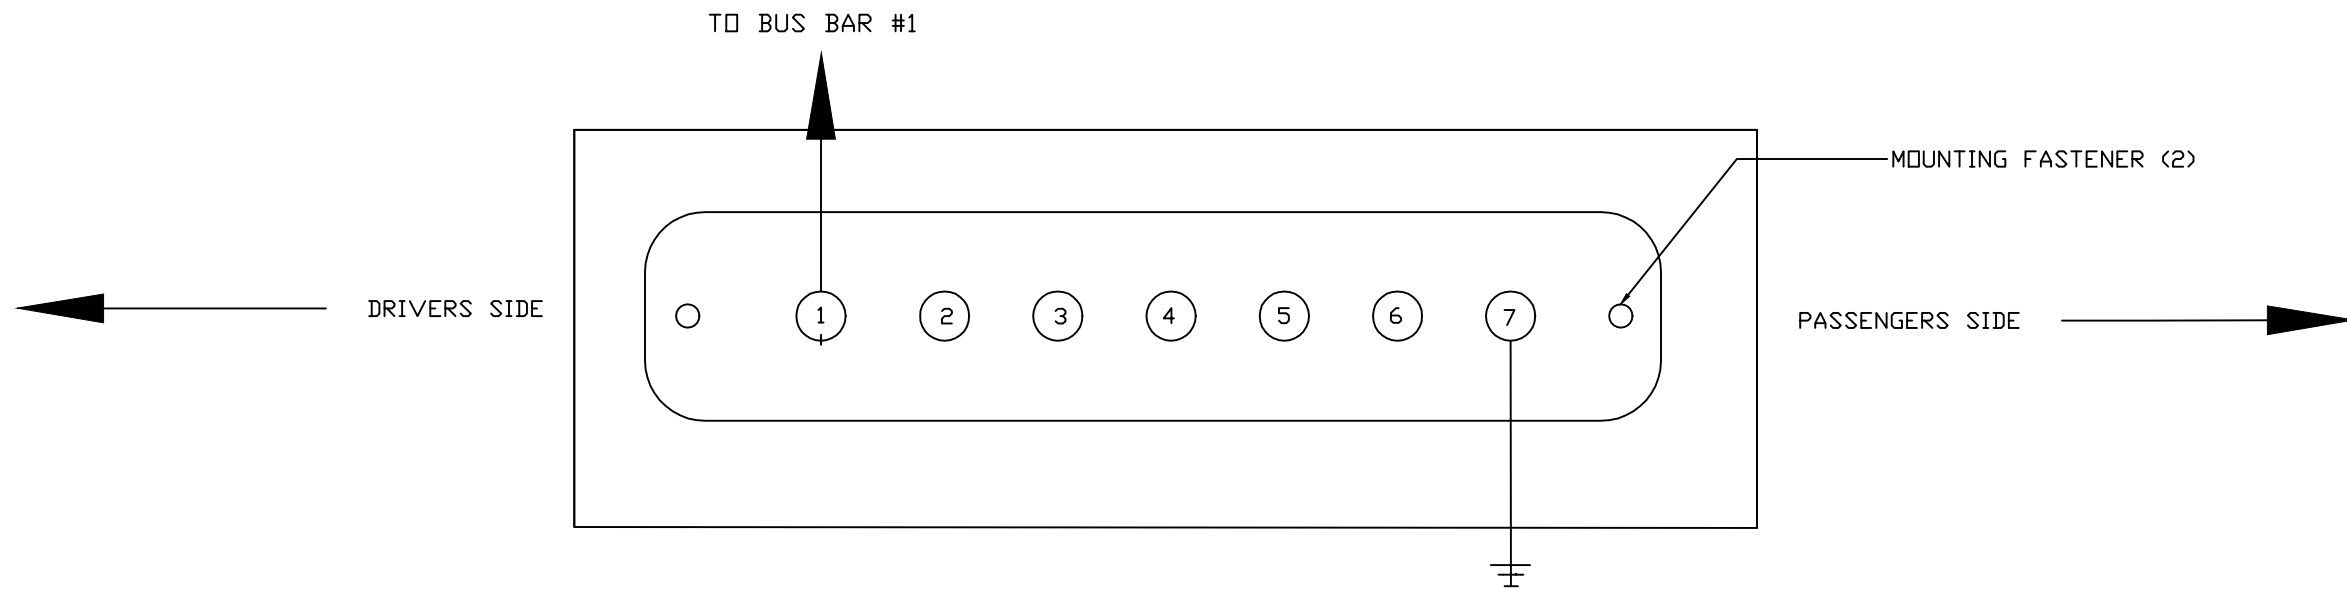 TO BUS BAR #1
MOUNTING FASTENER (2)
DRIVERS SIDE
1 2 3 4 5 6 7
PASSENGERS SIDE